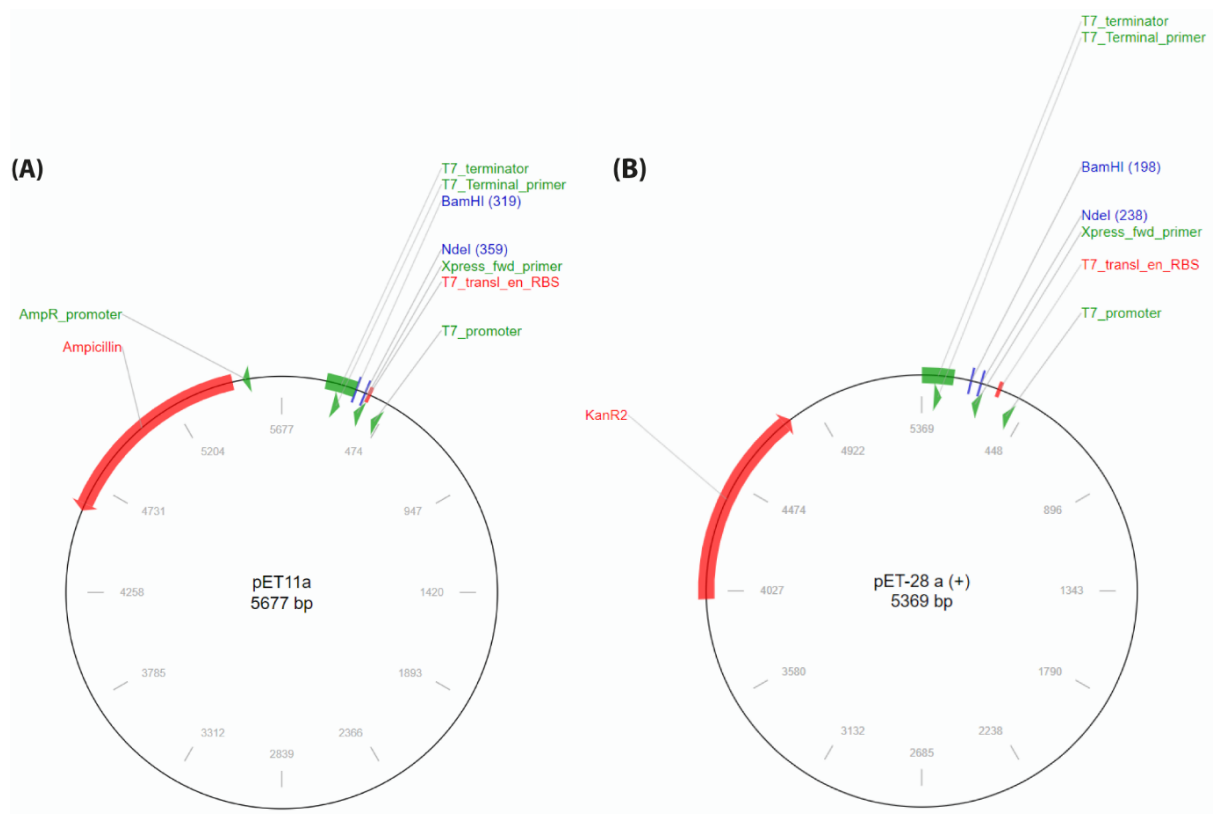 (A)
T7_terminator
T7_Terminal_primer
BamHI (319)
NdeI (359)
Xpress_fwd_primer
T7_transl_en_RBS
T7_promoter
AmpR_promoter
Ampicillin
5677
474
947
1420
1893
2366
2839
3312
3785
4258
4731
5204
pET11a
5677 bp
(B)
T7_terminator
T7_Terminal_primer
BamHI (198)
NdeI (238)
Xpress_fwd_primer
T7_transl_en_RBS
T7_promoter
KanR2
5369
448
896
1343
1790
2238
2685
3132
3580
4027
4474
4922
pET-28 a (+)
5369 bp